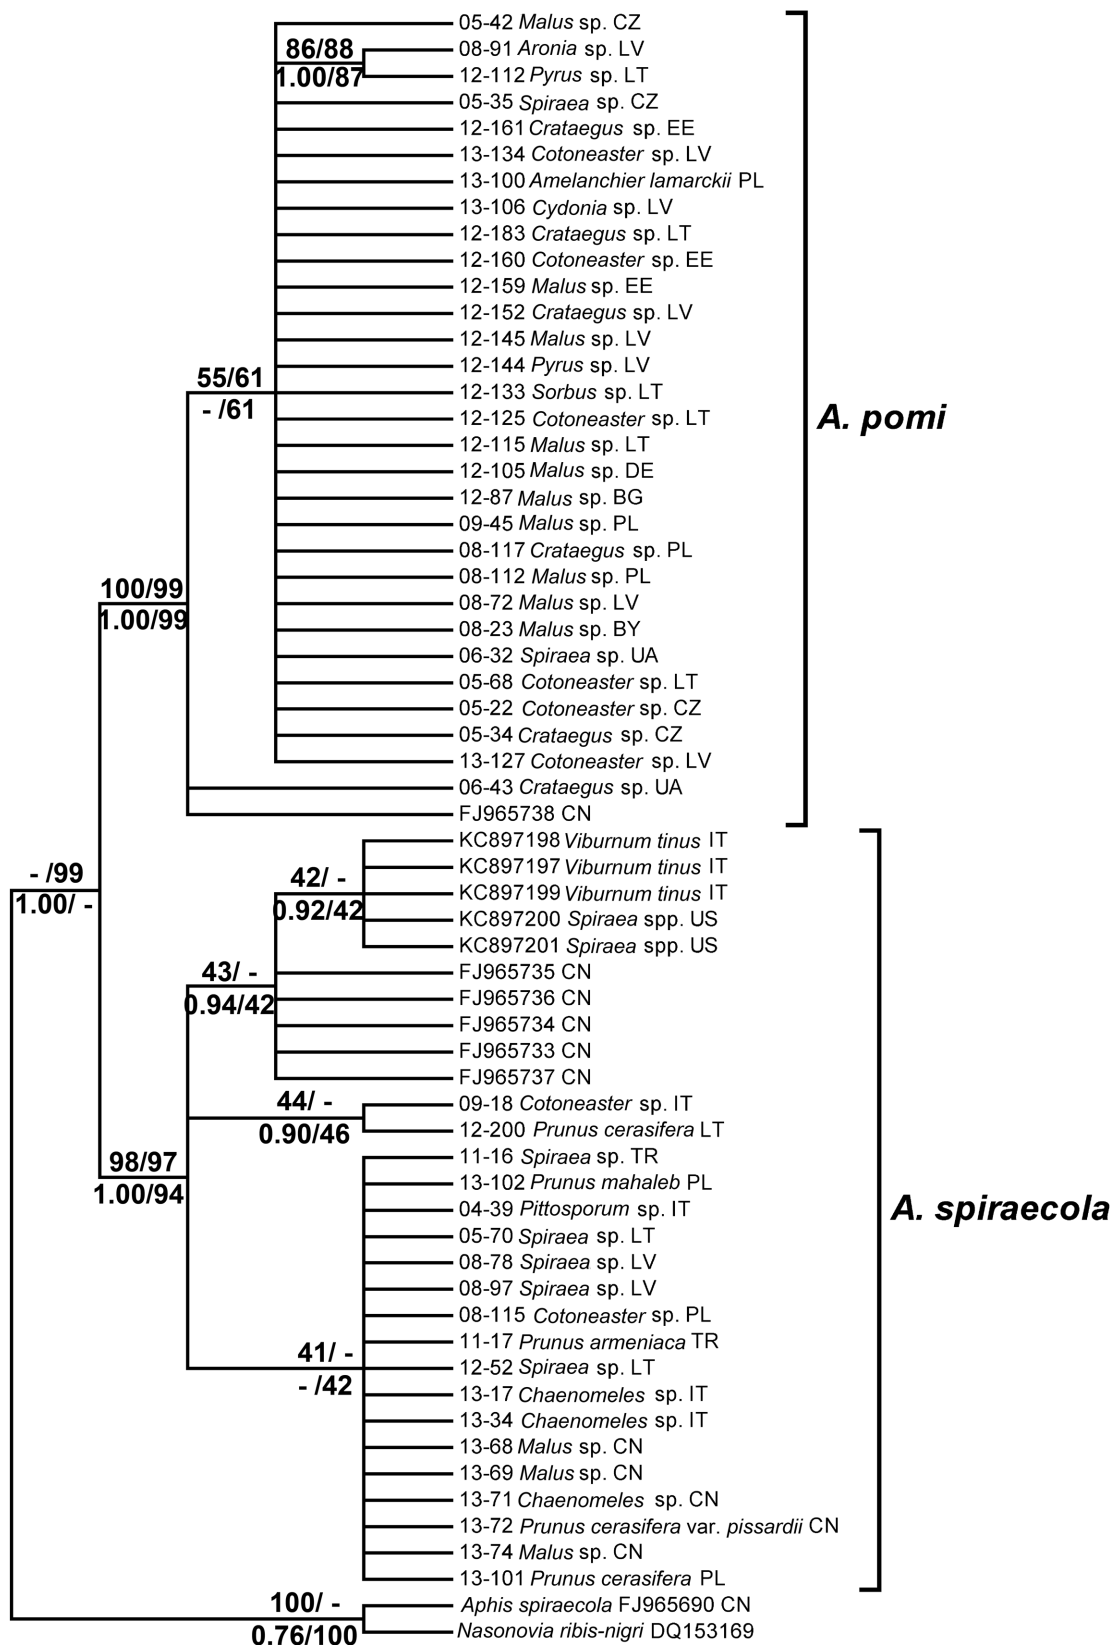 05-42 Malus sp. CZ
86/88
08-91 Aronia sp. LV
1.00/87
12-112 Pyrus sp. LT
05-35 Spiraea sp. CZ
12-161 Crataegus sp. EE
13-134 Cotoneaster sp. LV
13-100 Amelanchier lamarckii PL
13-106 Cydonia sp. LV
12-183 Crataegus sp. LT
12-160 Cotoneaster sp. EE
12-159 Malus sp. EE
12-152 Crataegus sp. LV
12-145 Malus sp. LV
12-144 Pyrus sp. LV
55/61
12-133 Sorbus sp. LT
- /61
12-125 Cotoneaster sp. LT
A. pomi
12-115 Malus sp. LT
12-105 Malus sp. DE
12-87 Malus sp. BG
09-45 Malus sp. PL
08-117 Crataegus sp. PL
08-112 Malus sp. PL
100/99
08-72 Malus sp. LV
1.00/99
08-23 Malus sp. BY
06-32 Spiraea sp. UA
05-68 Cotoneaster sp. LT
05-22 Cotoneaster sp. CZ
05-34 Crataegus sp. CZ
13-127 Cotoneaster sp. LV
06-43 Crataegus sp. UA
FJ965738 CN
KC897198 Viburnum tinus IT
KC897197 Viburnum tinus IT
- /99
42/ -
KC897199 Viburnum tinus IT
1.00/ -
0.92/42
KC897200 Spiraea spp. US
KC897201 Spiraea spp. US
43/ -
FJ965735 CN
0.94/42
FJ965736 CN
FJ965734 CN
FJ965733 CN
FJ965737 CN
44/ -
09-18 Cotoneaster sp. IT
0.90/46
12-200 Prunus cerasifera LT
98/97
11-16 Spiraea sp. TR
1.00/94
13-102 Prunus mahaleb PL
04-39 Pittosporum sp. IT
A. spiraecola
05-70 Spiraea sp. LT
08-78 Spiraea sp. LV
08-97 Spiraea sp. LV
08-115 Cotoneaster sp. PL
11-17 Prunus armeniaca TR
41/ -
12-52 Spiraea sp. LT
- /42
13-17 Chaenomeles sp. IT
13-34 Chaenomeles sp. IT
13-68 Malus sp. CN
13-69 Malus sp. CN
13-71 Chaenomeles sp. CN
13-72 Prunus cerasifera var. pissardii CN
13-74 Malus sp. CN
13-101 Prunus cerasifera PL
100/ -
Aphis spiraecola FJ965690 CN
0.76/100
Nasonovia ribis-nigri DQ153169